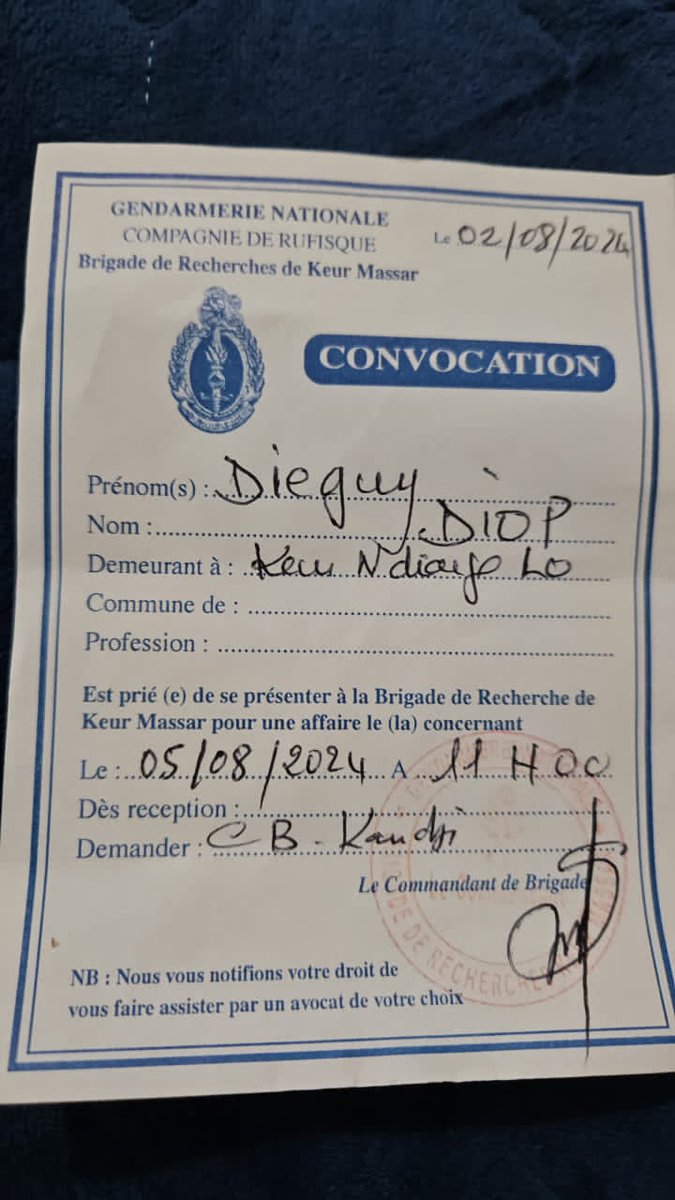 GENDARMERIE NATIONALE
COMPAGNIE DE RUFISQUE
Le 02/08/2024
Brigade de Recherches de Keur Massar
CONVOCATION
Prénom(s) : Dieguy
Nom : DIOP
Demeurant à : Keur Ndiaye LO
Commune de :
Profession :
Est prié (e) de se présenter à la Brigade de Recherche de
Keur Massar pour une affaire le (la) concernant
Le : 05/08/2024 A 11 H 00
Dès reception :
Demander : CB - Kandji
Le Commandant de Brigade
DE RECHERCHES
NB : Nous vous notifions votre droit de
vous faire assister par un avocat de votre choix